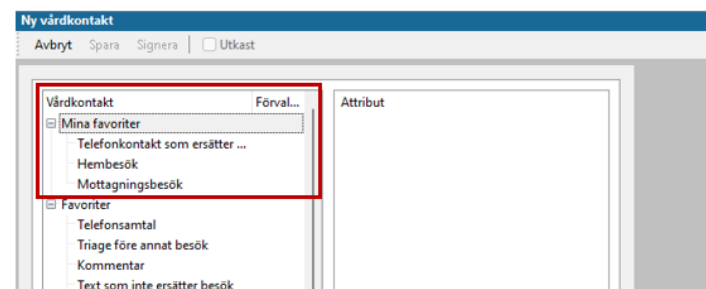 Ny vårdkontakt
Avbryt Spara Signera Utkast
Vårdkontakt Förval... Attribut
Mina favoriter
Telefonkontakt som ersätter ...
Hembesök
Mottagningsbesök
Favoriter
Telefonsamtal
Triage före annat besök
Kommentar
Text som inte ersätter besök